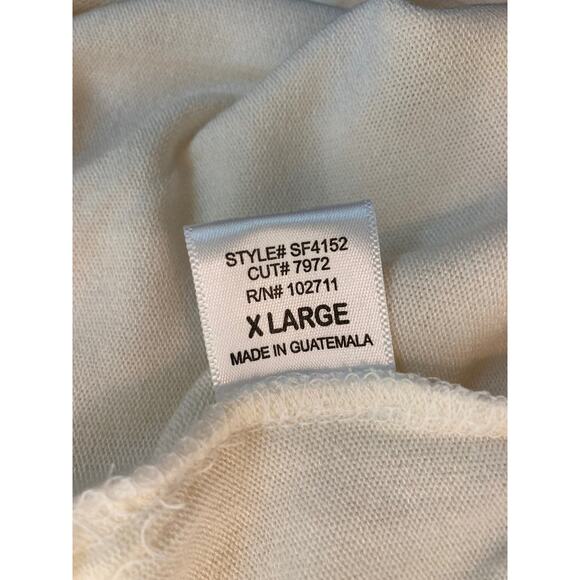 STYLE# SF4152
CUT# 7972
R/N# 102711
X LARGE
MADE IN GUATEMALA